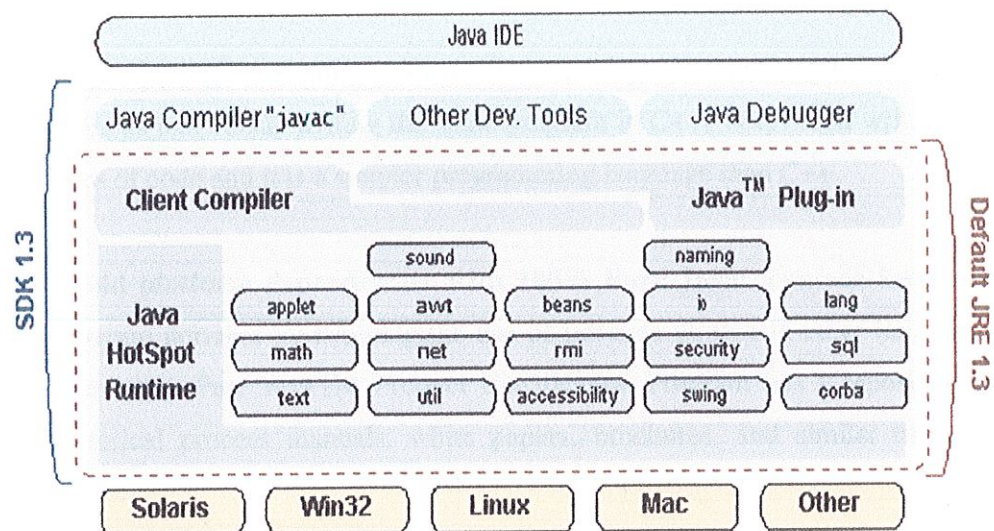 Java IDE
Java Compiler "javac" Other Dev. Tools Java Debugger
Client Compiler Java™ Plug-in
SDK 1.3
Default JRE 1.3
Java
HotSpot
Runtime
sound naming
applet awt beans io lang
math net rmi security sql
text util accessibility swing corba
Solaris Win32 Linux Mac Other